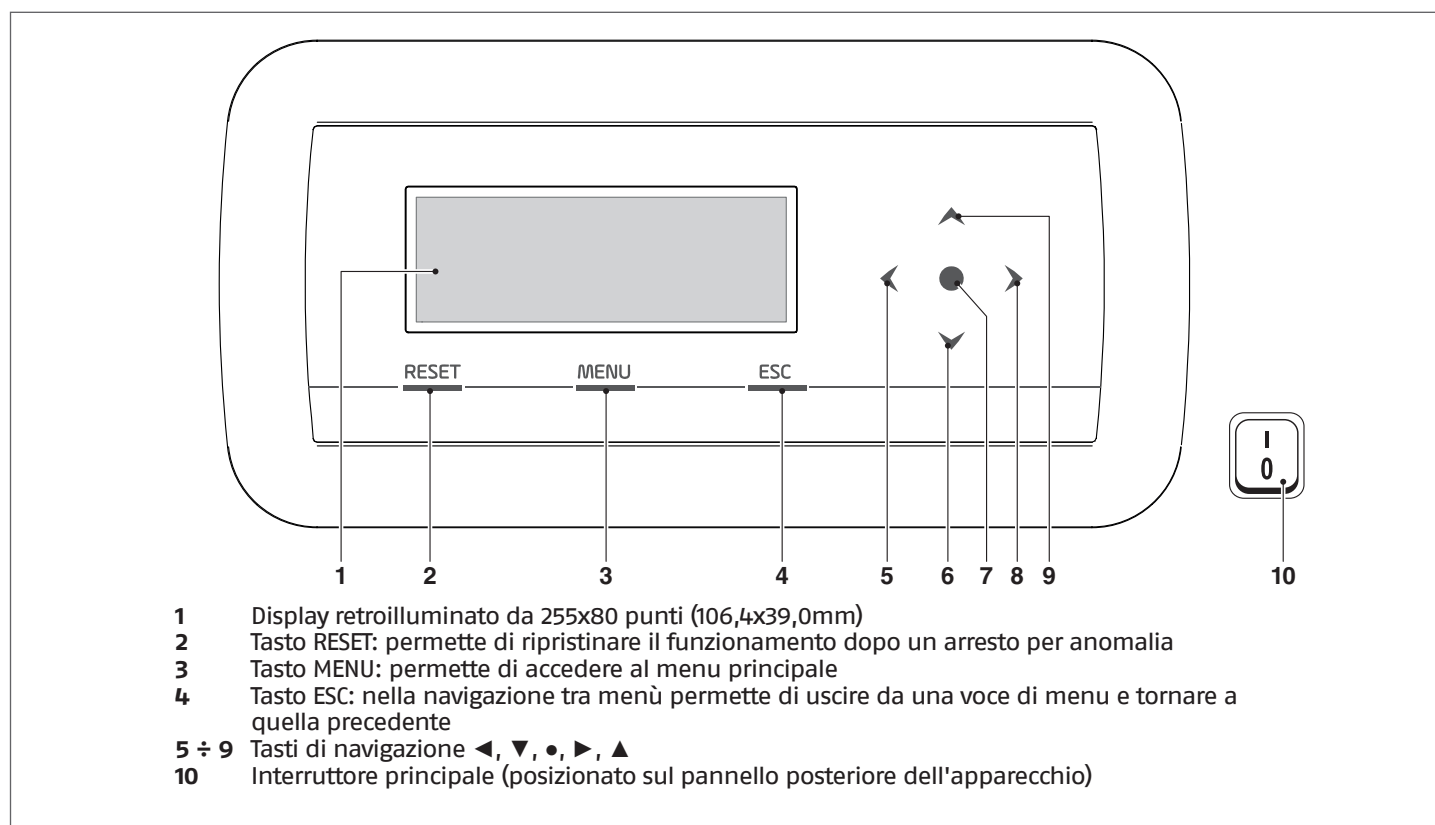 RESET MENU ESC
I
0
1 2 3 4 5 6 7 8 9 10
1 Display retroilluminato da 255x80 punti (106,4x39,0mm)
2 Tasto RESET: permette di ripristinare il funzionamento dopo un arresto per anomalia
3 Tasto MENU: permette di accedere al menu principale
4 Tasto ESC: nella navigazione tra menù permette di uscire da una voce di menu e tornare a
quella precedente
5 ÷ 9 Tasti di navigazione ◄, ▼, ●, ►, ▲
10 Interruttore principale (posizionato sul pannello posteriore dell'apparecchio)